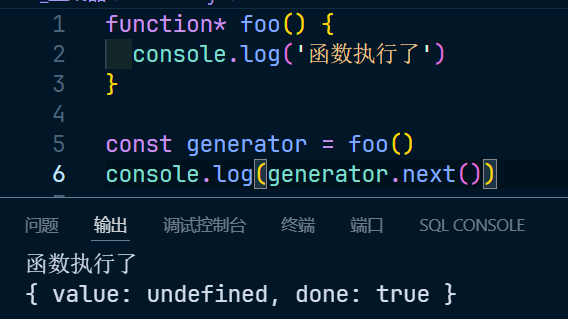 1 function* foo() {
2 console.log('函数执行了')
3 }
4
5 const generator = foo()
6 console.log(generator.next())
问题 输出 调试控制台 终端 端口 SQL CONSOLE
函数执行了
{ value: undefined, done: true }